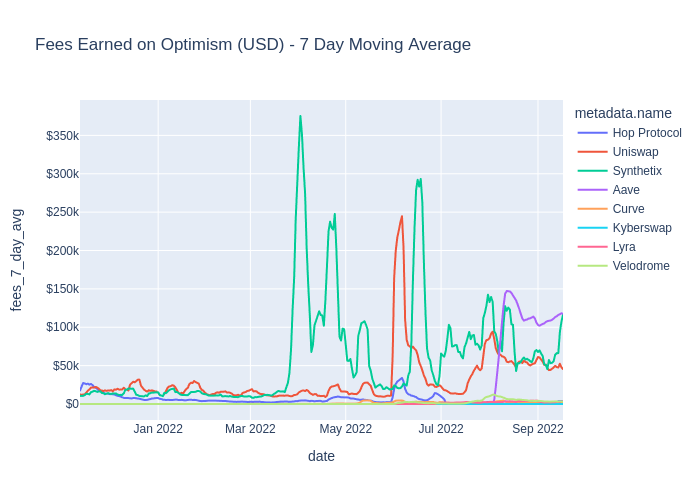 Fees Earned on Optimism (USD) - 7 Day Moving Average
metadata.name
Hop Protocol
Uniswap
Synthetix
Aave
Curve
Kyberswap
Lyra
Velodrome
fees_7_day_avg
$350k
$300k
$250k
$200k
$150k
$100k
$50k
$0
Jan 2022
Mar 2022
May 2022
Jul 2022
Sep 2022
date